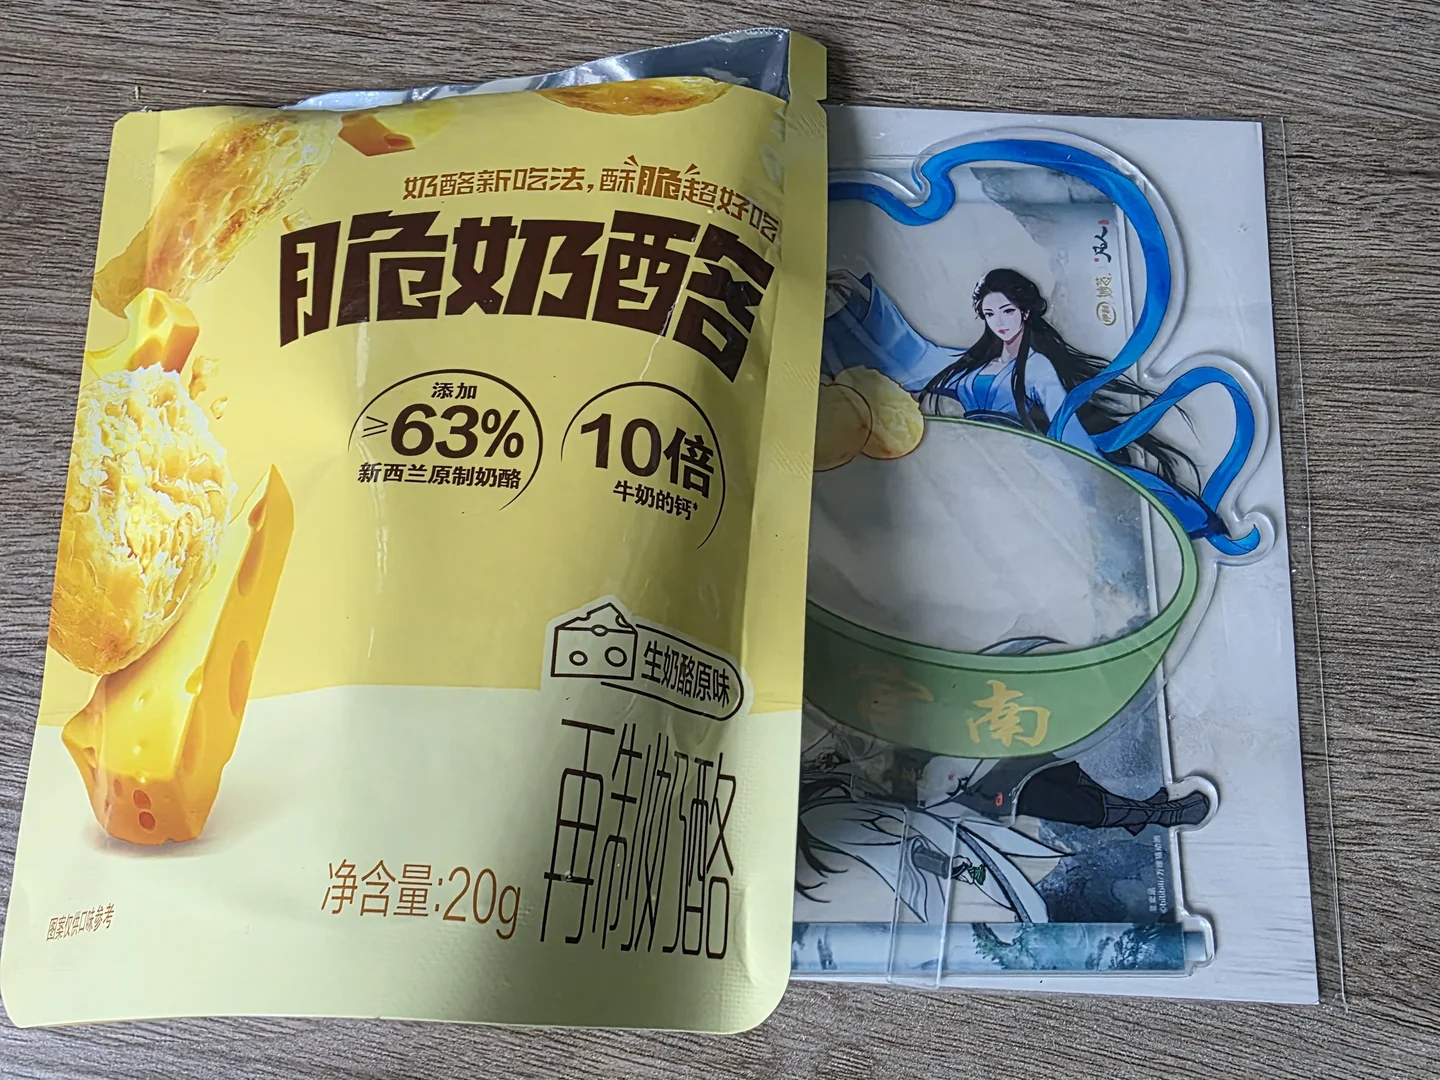 奶酪新吃法,酥脆超好吃
脆奶酪
添加
≥63%
新西兰原制奶酪
10倍
牛奶的钙*
生奶酪原味
再制奶酪
净含量:20g
图案仅供口味参考
凡人
南